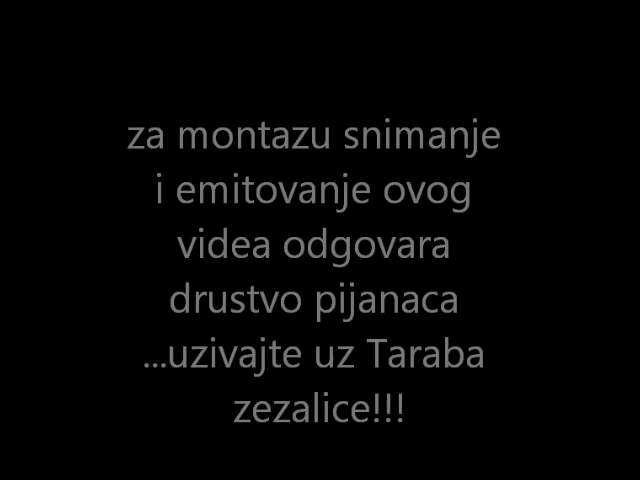 za montazu snimanje
i emitovanje ovog
videa odgovara
drustvo pijanaca
...uzivajte uz Taraba
zezalice!!!